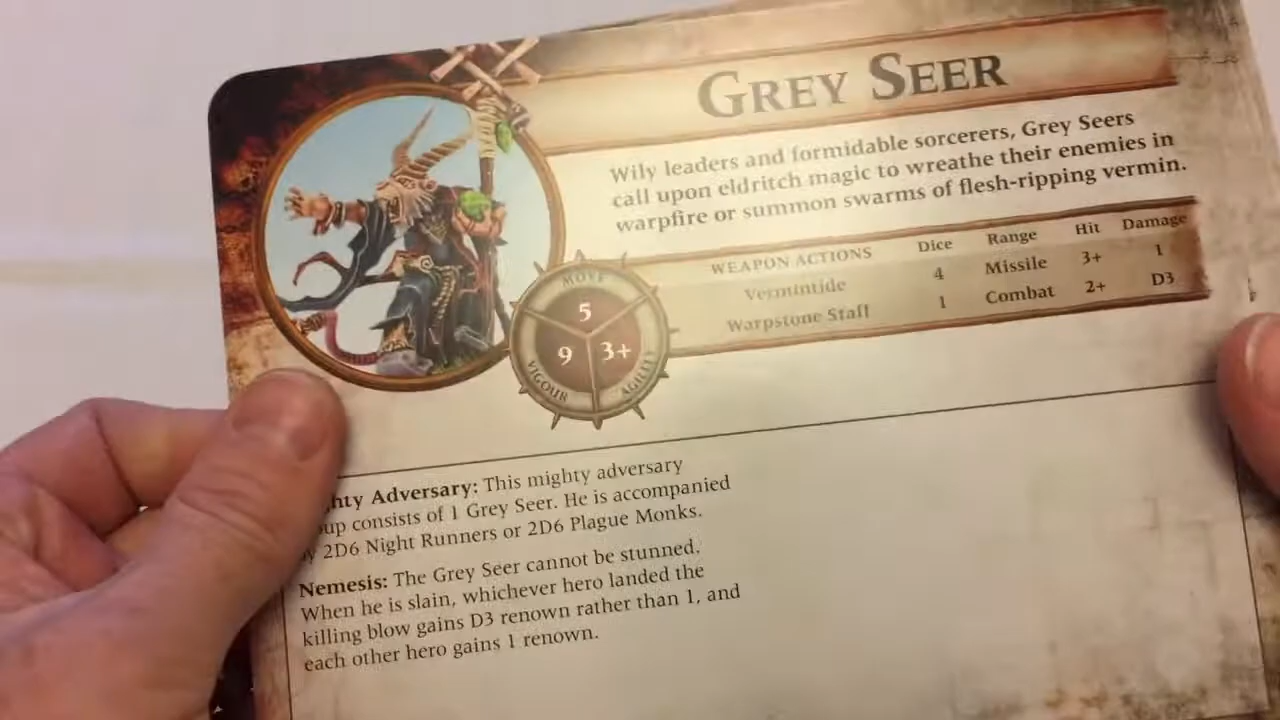 GREY SEER
Wily leaders and formidable sorcerers, Grey Seers
call upon eldritch magic to wreathe their enemies in
warpfire or summon swarms of flesh-ripping vermin.
WEAPON ACTIONS Dice Range Hit Damage
Vermintide 4 Missile 3+ 1
Warpstone Staff 1 Combat 2+ D3
MOVE
5
9 3+
VIGOUR AGILITY
Adversary: This mighty adversary
consists of 1 Grey Seer. He is accompanied
2D6 Night Runners or 2D6 Plague Monks.
Nemesis: The Grey Seer cannot be stunned.
When he is slain, whichever hero landed the
killing blow gains D3 renown rather than 1, and
each other hero gains 1 renown.